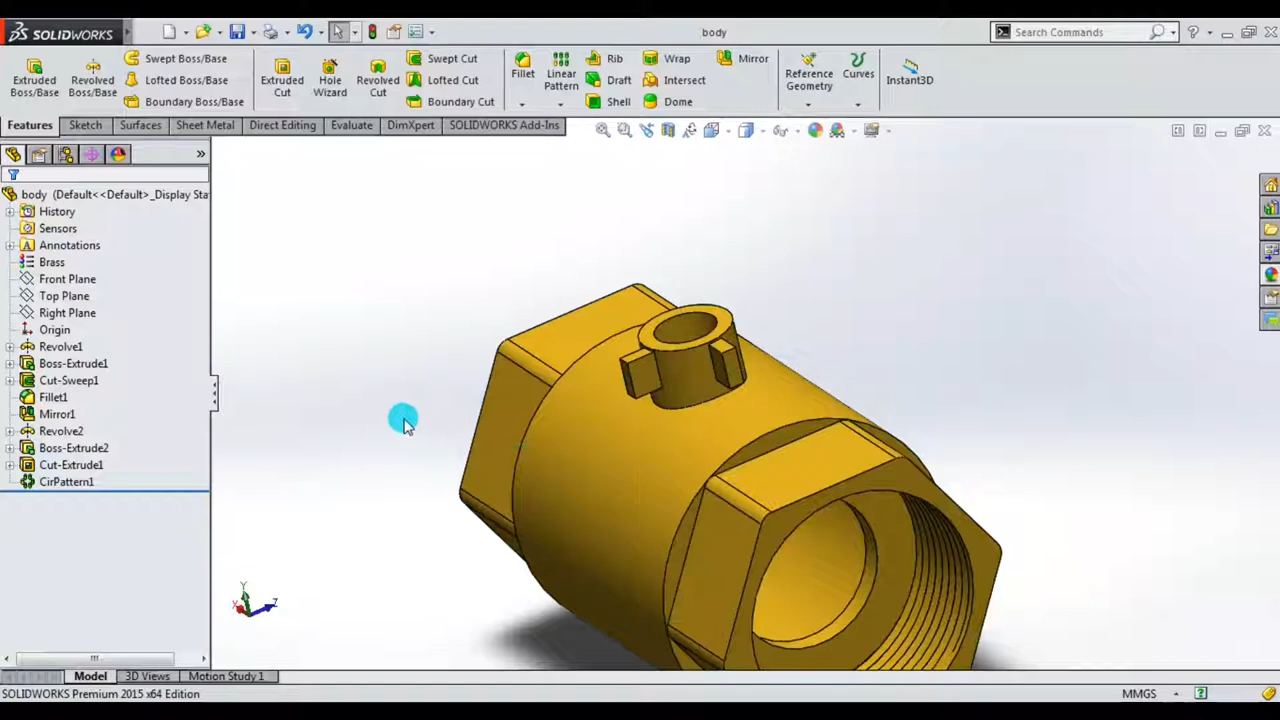 SOLIDWORKS
body
Search Commands
Extruded Boss/Base
Revolved Boss/Base
Swept Boss/Base
Lofted Boss/Base
Boundary Boss/Base
Extruded Cut
Hole Wizard
Revolved Cut
Swept Cut
Lofted Cut
Boundary Cut
Fillet
Linear Pattern
Rib
Draft
Shell
Wrap
Intersect
Dome
Mirror
Reference Geometry
Curves
Instant3D
Features
Sketch
Surfaces
Sheet Metal
Direct Editing
Evaluate
DimXpert
SOLIDWORKS Add-Ins
body (Default<<Default>_Display Sta
History
Sensors
Annotations
Brass
Front Plane
Top Plane
Right Plane
Origin
Revolve1
Boss-Extrude1
Cut-Sweep1
Fillet1
Mirror1
Revolve2
Boss-Extrude2
Cut-Extrude1
CirPattern1
Y
X
Z
Model
3D Views
Motion Study 1
SOLIDWORKS Premium 2015 x64 Edition
MMGS